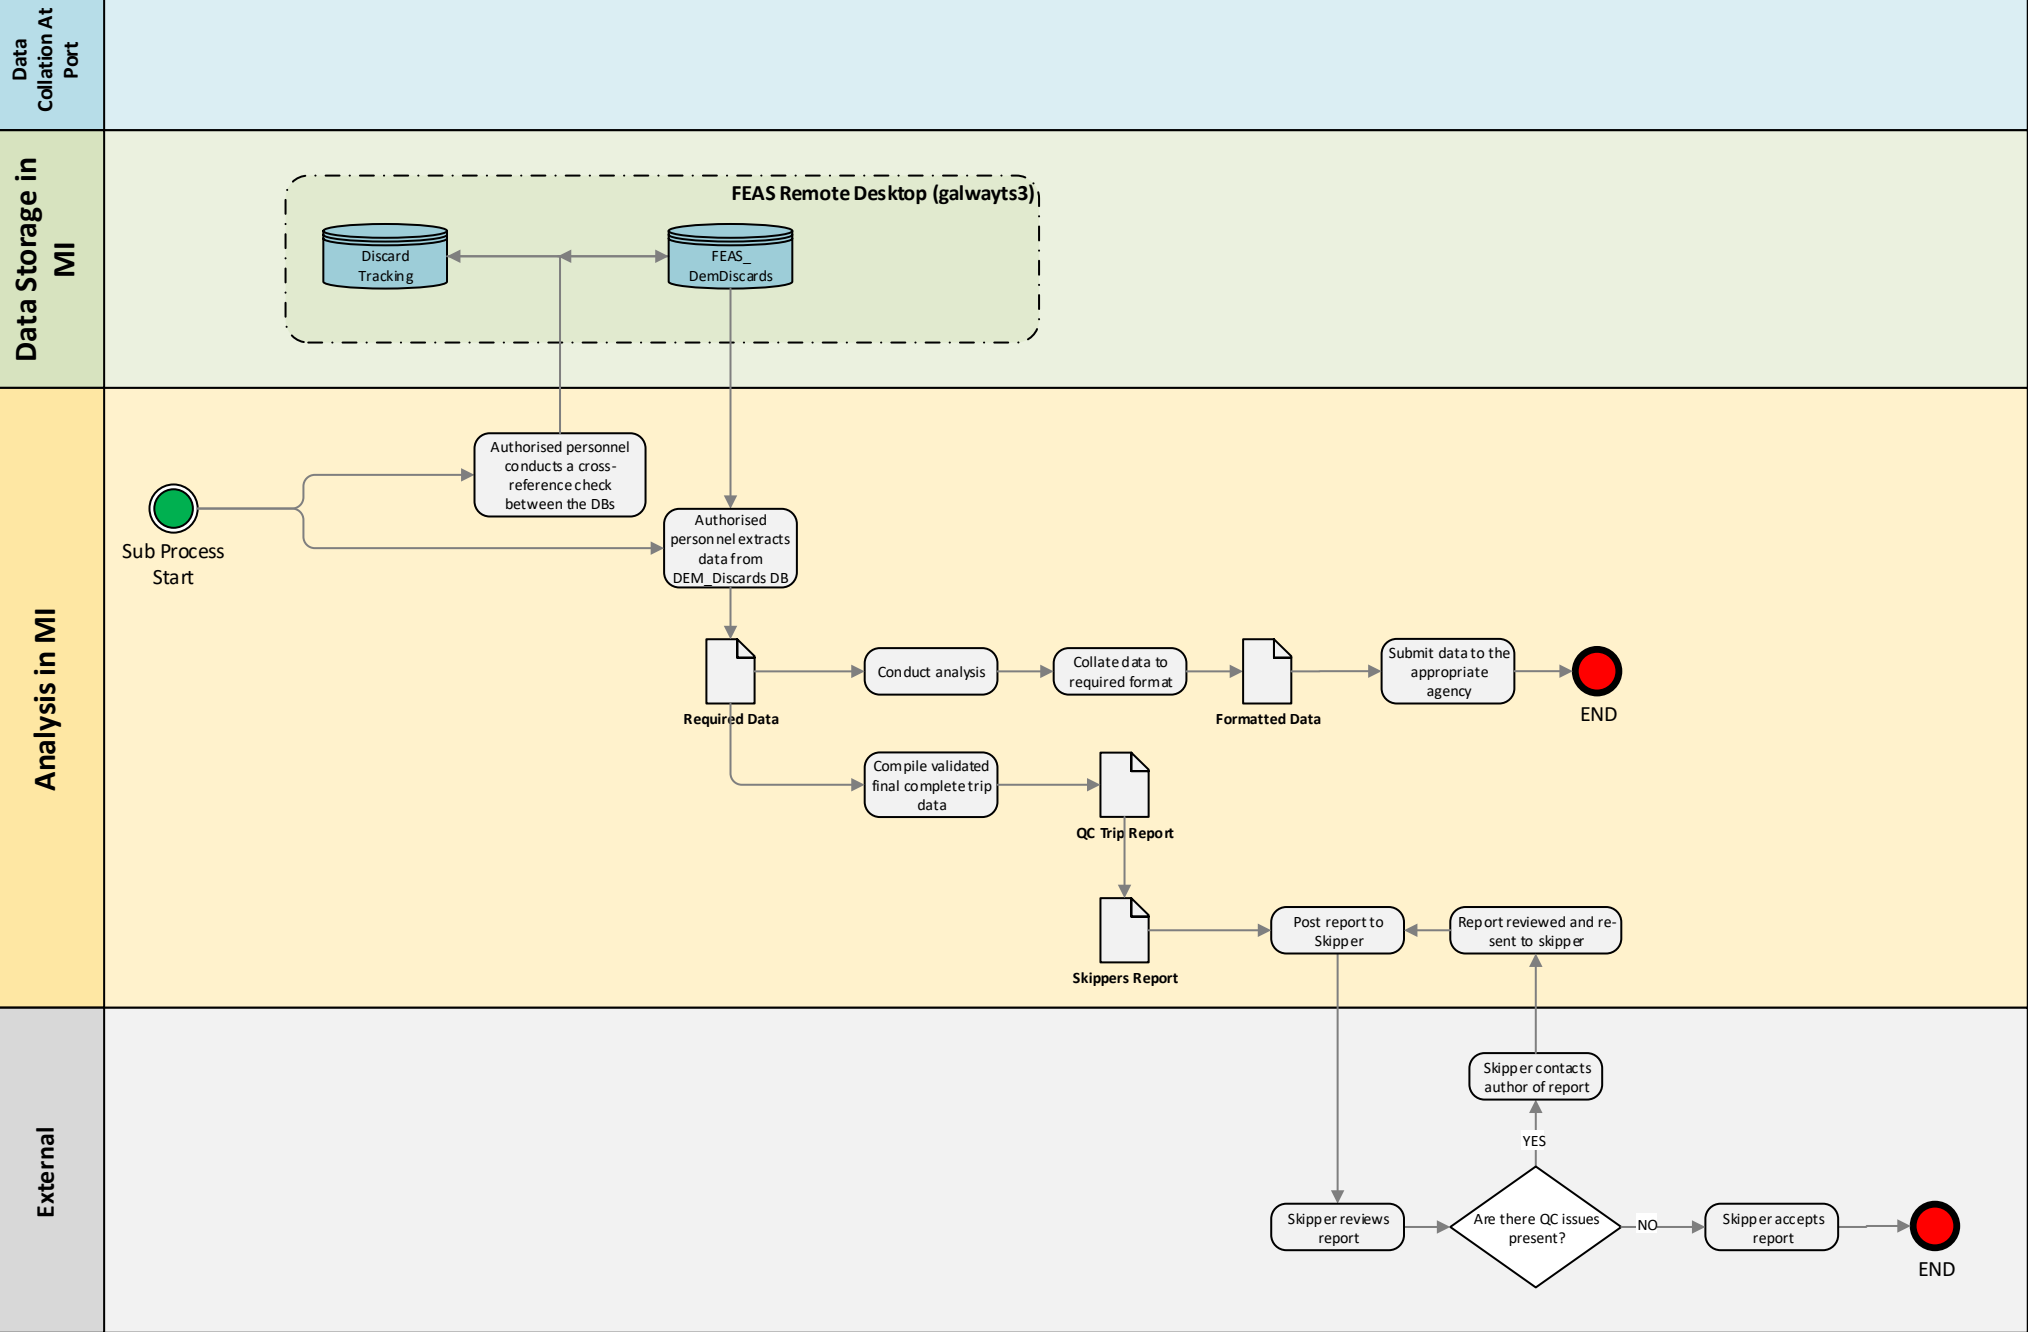 Data
Collation At
Port
Data Storage in
MI
FEAS Remote Desktop (galwayts3)
Discard
Tracking
FEAS_
DemDiscards
Analysis in MI
Authorised personnel
conducts a cross-
reference check
between the DBs
Sub Process
Start
Authorised
personnel extracts
data from
DEM_Discards DB
Required Data
Conduct analysis
Collate data to
required format
Formatted Data
Submit data to the
appropriate
agency
END
Compile validated
final complete trip
data
QC Trip Report
Skippers Report
Post report to
Skipper
Report reviewed and re-
sent to skipper
External
Skipper contacts
author of report
YES
Skipper reviews
report
Are there QC issues
present?
NO
Skipper accepts
report
END